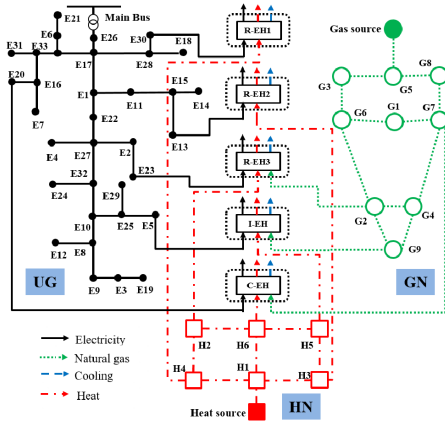 E21
Main Bus
Gas source
E6
E26
E30
E18
R-EH1
E31
E33
E17
E28
G8
E20
E16
E15
R-EH2
G3
G5
E1
E11
E14
G6
G1
G7
E7
E22
E13
E4
E27
E2
R-EH3
E32
E23
E24
E29
G2
G4
E10
E25
E5
I-EH
E12
E8
G9
UG
GN
E9
E3
E19
C-EH
Electricity
Natural gas
H2
H6
H5
Cooling
H4
H1
H3
Heat
Heat source
HN